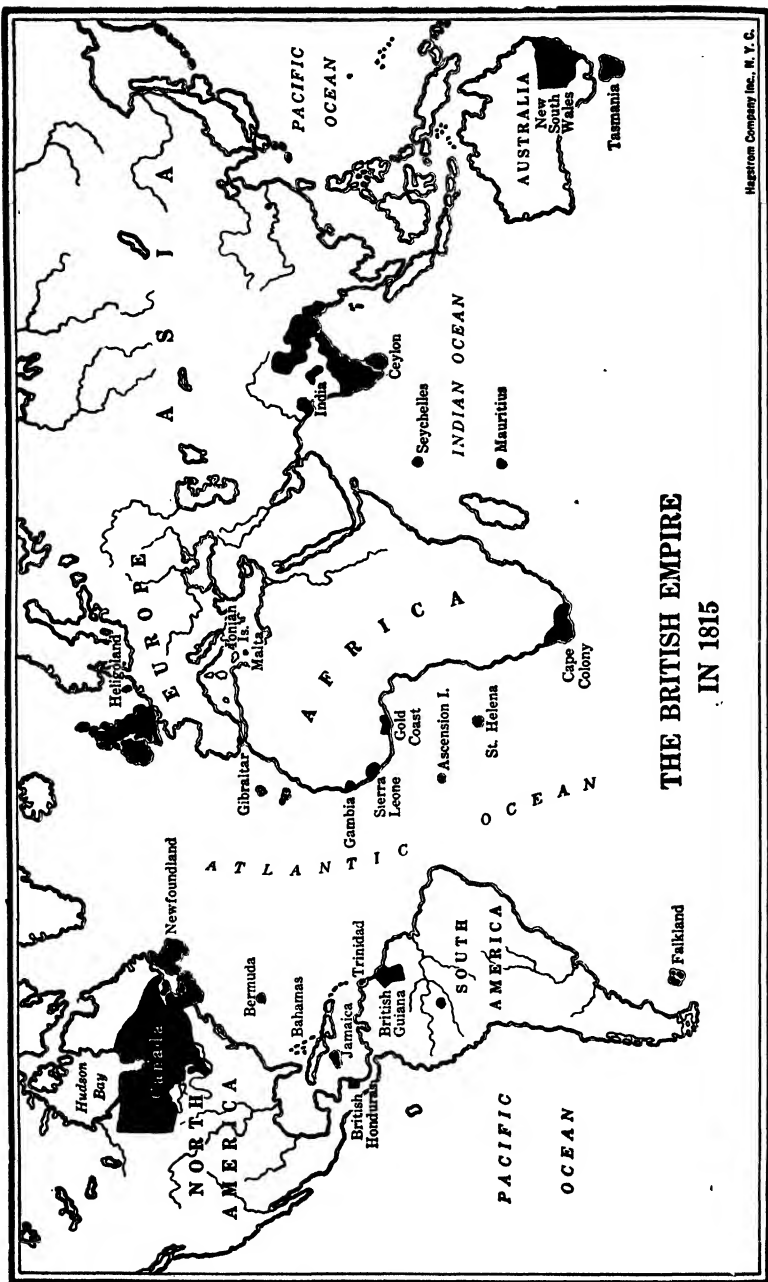 Hudson
Bay
Canada
NORTH
AMERICA
Newfoundland
Bermuda
Bahamas
Jamaica
British
Honduras
Trinidad
British
Guiana
SOUTH
AMERICA
Falkland
PACIFIC
OCEAN
ATLANTIC
OCEAN
Heligoland
EUROPE
Gibraltar
Ionian
Is.
Malta
AFRICA
Gambia
Sierra
Leone
Gold
Coast
Ascension I.
St. Helena
Cape
Colony
ASIA
India
Ceylon
Seychelles
INDIAN OCEAN
Mauritius
PACIFIC
OCEAN
AUSTRALIA
New
South
Wales
Tasmania
THE BRITISH EMPIRE
IN 1815
Hagstrom Company Inc., N. Y. C.